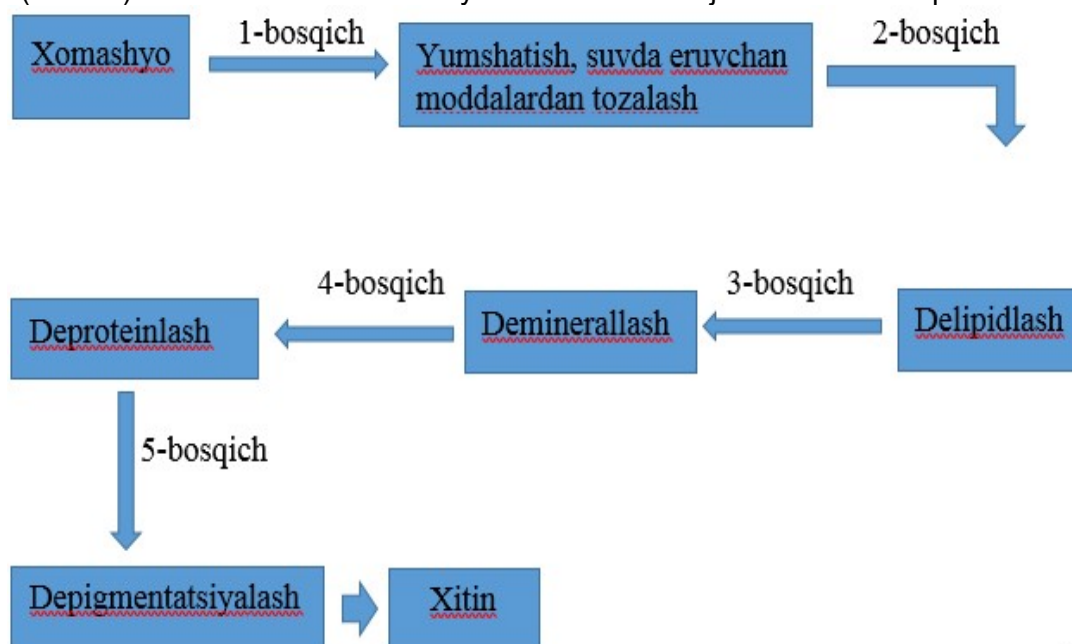 Xomashyo
1-bosqich
Yumshatish, suvda eruvchan
moddalardan tozalash
2-bosqich
Delipidlash
3-bosqich
Deminerallash
4-bosqich
Deproteinlash
5-bosqich
Depigmentatsiyalash
Xitin